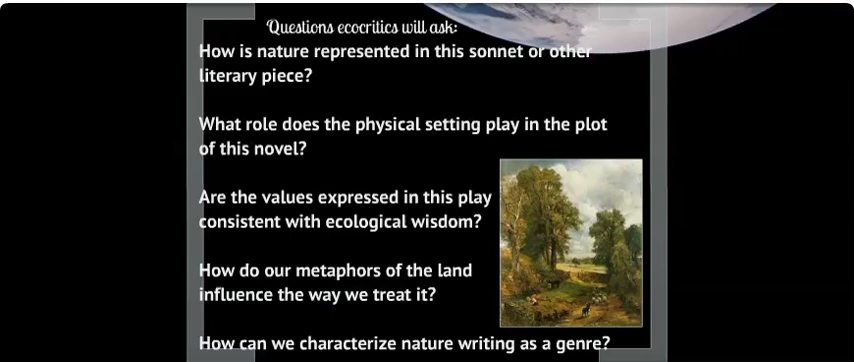 Questions ecocritics will ask:
How is nature represented in this sonnet or other
literary piece?
What role does the physical setting play in the plot
of this novel?
Are the values expressed in this play
consistent with ecological wisdom?
How do our metaphors of the land
influence the way we treat it?
How can we characterize nature writing as a genre?